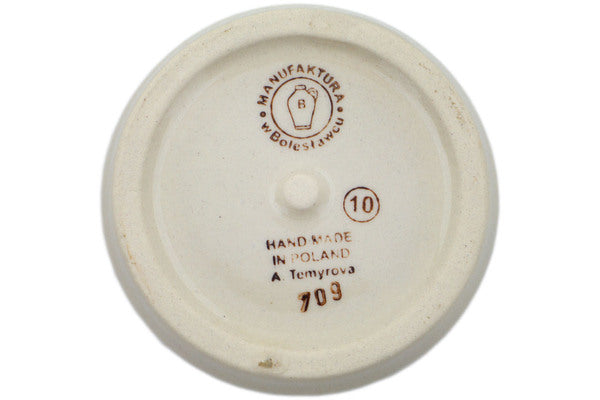 MANUFAKTURA
B
w Bolesławcu
10
HAND MADE
IN POLAND
A. Temyrova
709